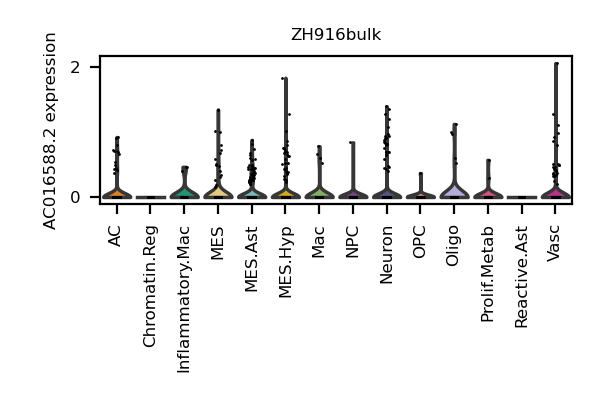 ZH916bulk
AC016588.2 expression
2
0
AC
Chromatin.Reg
Inflammatory.Mac
MES
MES.Ast
MES.Hyp
Mac
NPC
Neuron
OPC
Oligo
Prolif.Metab
Reactive.Ast
Vasc